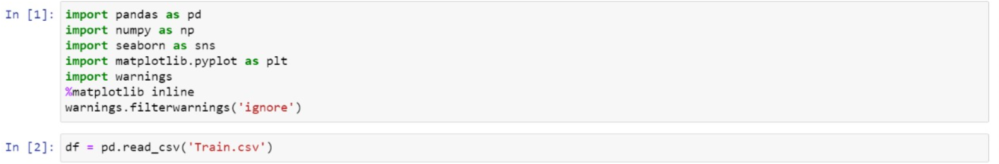 In [1]: import pandas as pd
import numpy as np
import seaborn as sns
import matplotlib.pyplot as plt
import warnings
%matplotlib inline
warnings.filterwarnings('ignore')
In [2]: df = pd.read_csv('Train.csv')